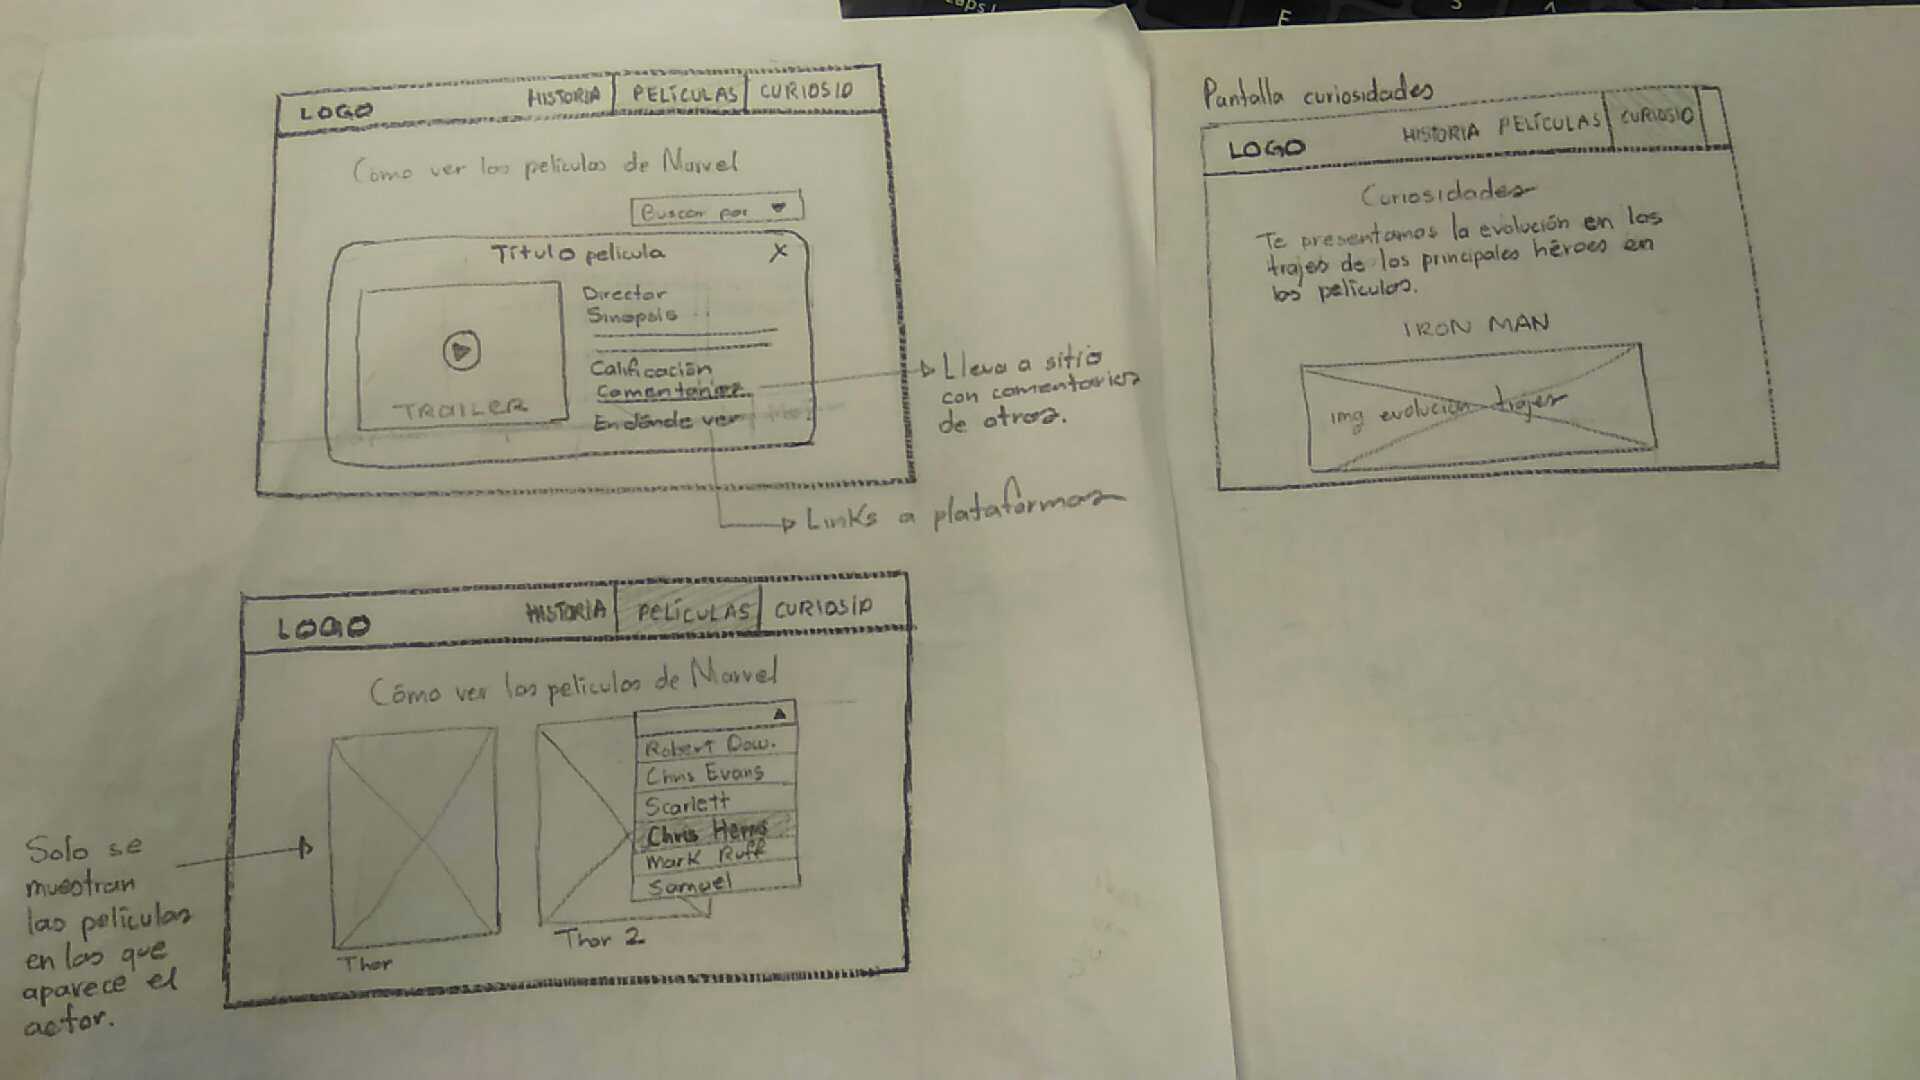 LOGO
HISTORIA
PELÍCULAS
CURIOSID
Como ver las películas de Marvel
Buscar por
Título película
X
Director
Sinopsis
Calificación
Comentarios
En dónde ver
TRAILER
Lleva a sitio
con comentarios
de otros.
Links a plataformas
LOGO
HISTORIA
PELÍCULAS
CURIOSID
Cómo ver las películas de Marvel
Robert Dow.
Chris Evans
Scarlett
Chris Hems
Mark Ruff
Samuel
Thor
Thor 2
Solo se
muestran
las películas
en las que
aparece el
actor.
Pantalla curiosidades
LOGO
HISTORIA
PELÍCULAS
CURIOSID
Curiosidades
Te presentamos la evolución en los
trajes de los principales héroes en
las películas.
IRON MAN
img evolución trajes